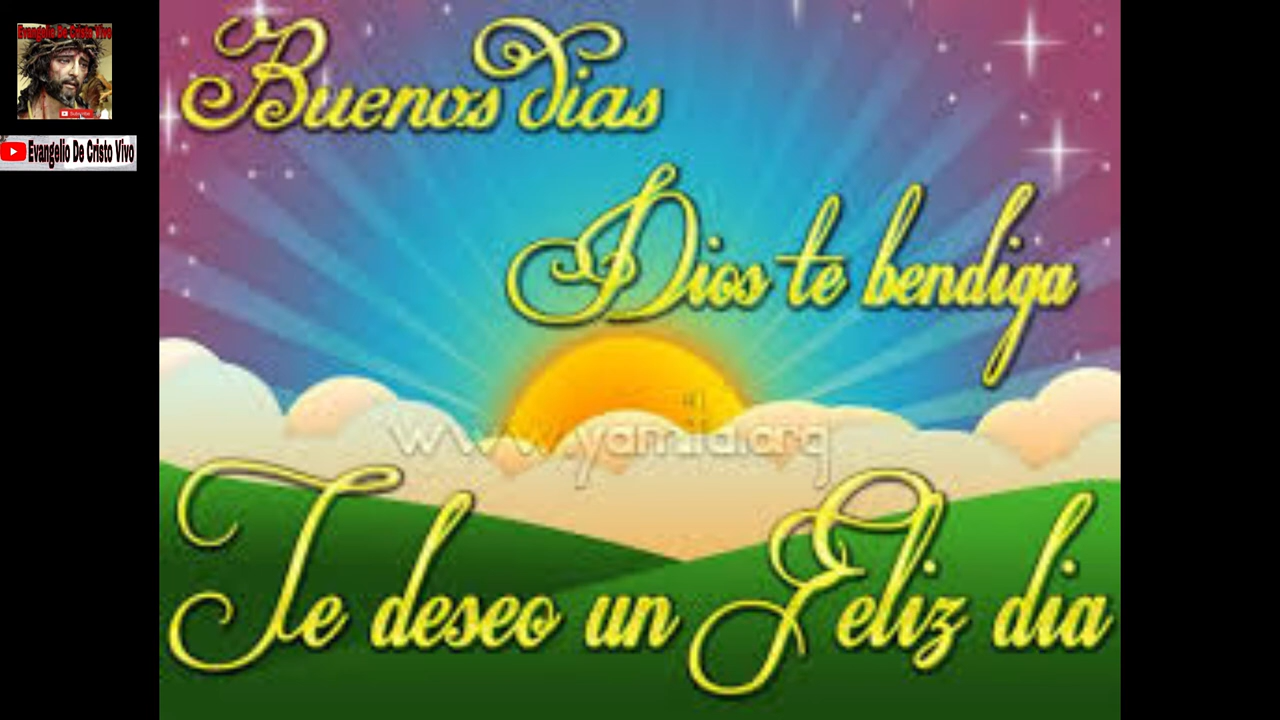 Evangelio De Cristo Vivo
Evangelio De Cristo Vivo
Buenos dias
Dios te bendiga
www.yamila.org
Te deseo un Feliz dia